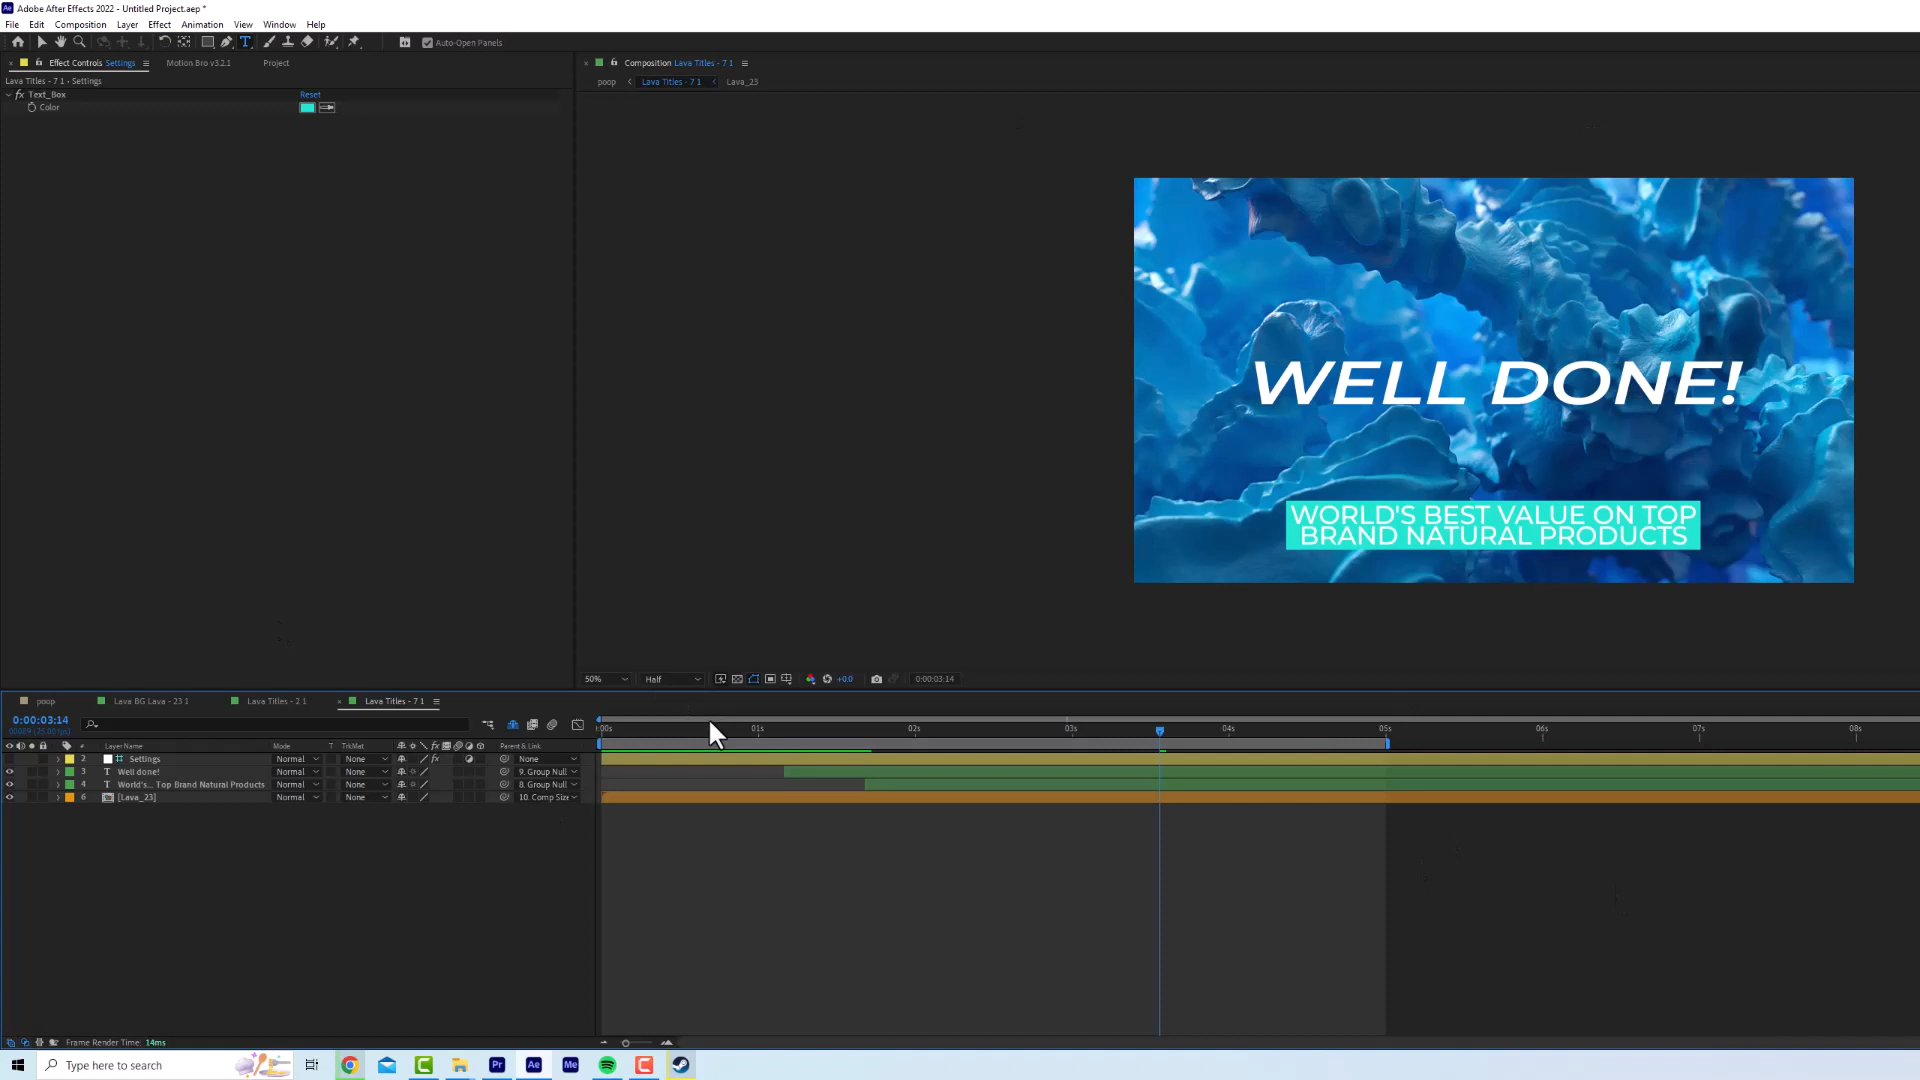 Adobe After Effects 2022 - Untitled Project.aep *
File Edit Composition Layer Effect Animation View Window Help
Auto-Open Panels
Effect Controls Settings Motion Bro v3.2.1 Project
Composition Lava Titles - 7 1
Lava Titles - 7 1 • Settings
poop Lava Titles - 7 1 Lava_23
fx Text_Box Reset
Color
WELL DONE!
WORLD'S BEST VALUE ON TOP
BRAND NATURAL PRODUCTS
50% Half +0.0 0:00:03:14
poop Lava BG Lava - 23 1 Lava Titles - 2 1 Lava Titles - 7 1
0:00:03:14
:00s 01s 02s 03s 04s 05s 06s 07s 08s
# Layer Name Mode T TrkMat fx Parent & Link
2 Settings Normal None fx None
3 T Well done! Normal None 9. Group Null
4 T World's... Top Brand Natural Products Normal None 8. Group Null
6 [Lava_23] Normal None 10. Comp Size
Frame Render Time: 14ms
Type here to search
Pr Ae Me